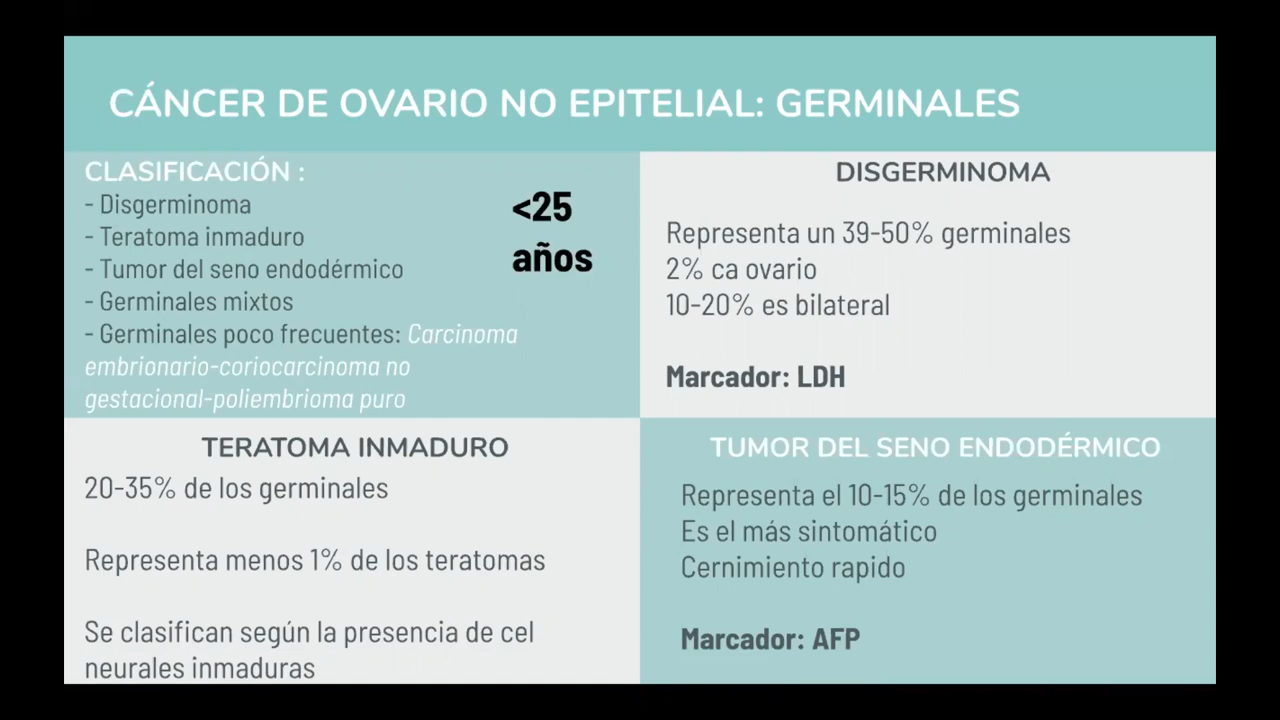 CÁNCER DE OVARIO NO EPITELIAL: GERMINALES
CLASIFICACIÓN :
- Disgerminoma
- Teratoma inmaduro
- Tumor del seno endodérmico
- Germinales mixtos
- Germinales poco frecuentes: Carcinoma
embrionario-coriocarcinoma no
gestacional-poliembrioma puro
<25
años
DISGERMINOMA
Representa un 39-50% germinales
2% ca ovario
10-20% es bilateral
Marcador: LDH
TERATOMA INMADURO
20-35% de los germinales
Representa menos 1% de los teratomas
Se clasifican según la presencia de cel
neurales inmaduras
TUMOR DEL SENO ENDODÉRMICO
Representa el 10-15% de los germinales
Es el más sintomático
Cernimiento rapido
Marcador: AFP